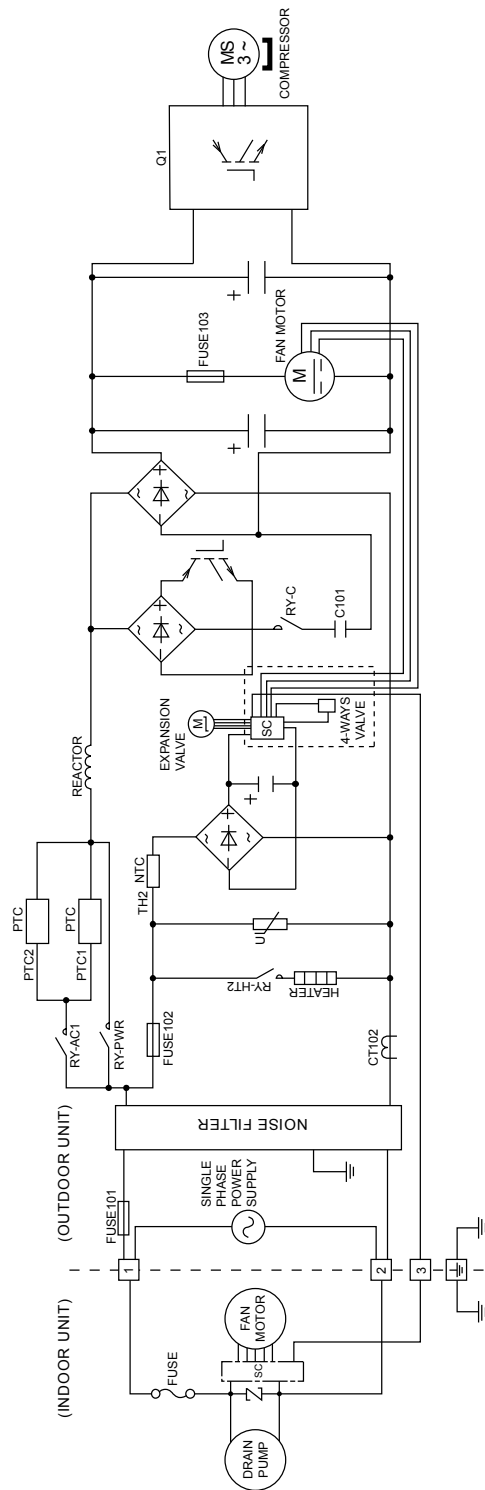 (INDOOR UNIT)
(OUTDOOR UNIT)
DRAIN
PUMP
FUSE
SC
FAN
MOTOR
1
2
3
FUSE101
SINGLE
PHASE
POWER
SUPPLY
NOISE FILTER
RY-AC1
RY-PWR
FUSE102
CT102
PTC2
PTC
PTC1
PTC
RY-HT2
HEATER
U
TH2
NTC
REACTOR
~
+
-
~
+
EXPANSION
VALVE
M
SC
4-WAYS
VALVE
~
+
-
~
RY-C
C101
~
+
-
~
+
FUSE103
M
FAN MOTOR
+
Q1
MS
3 ~
COMPRESSOR